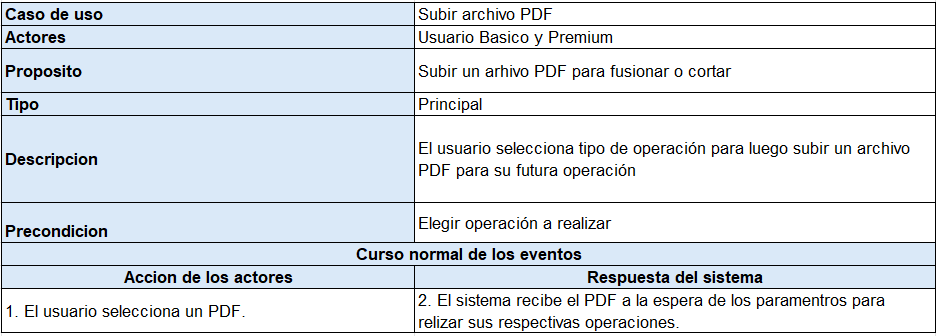 Caso de uso
Subir archivo PDF
Actores
Usuario Basico y Premium
Proposito
Subir un arhivo PDF para fusionar o cortar
Tipo
Principal
Descripcion
El usuario selecciona tipo de operación para luego subir un archivo
PDF para su futura operación
Precondicion
Elegir operación a realizar
Curso normal de los eventos
Accion de los actores
Respuesta del sistema
1. El usuario selecciona un PDF.
2. El sistema recibe el PDF a la espera de los paramentros para
relizar sus respectivas operaciones.